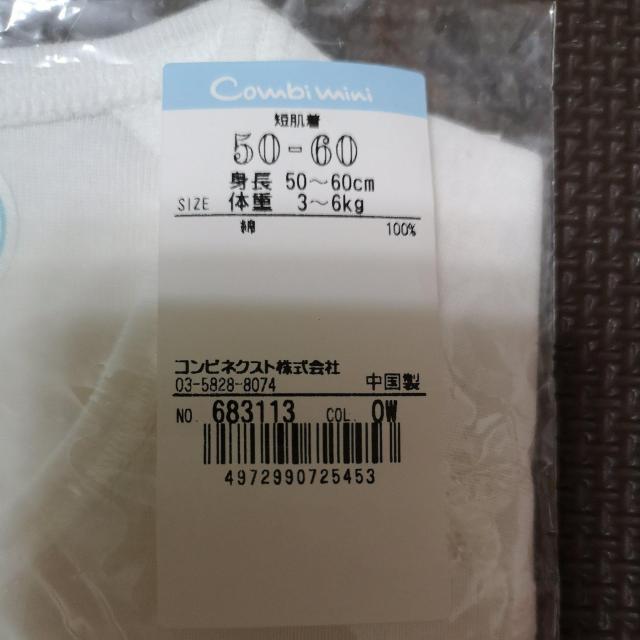 Combi mini
短肌着
50-60
身長 50〜60cm
SIZE 体重 3〜6kg
綿 100%
コンビネクスト株式会社
03-5828-8074 中国製
NO. 683113 COL. OW
4972990725453